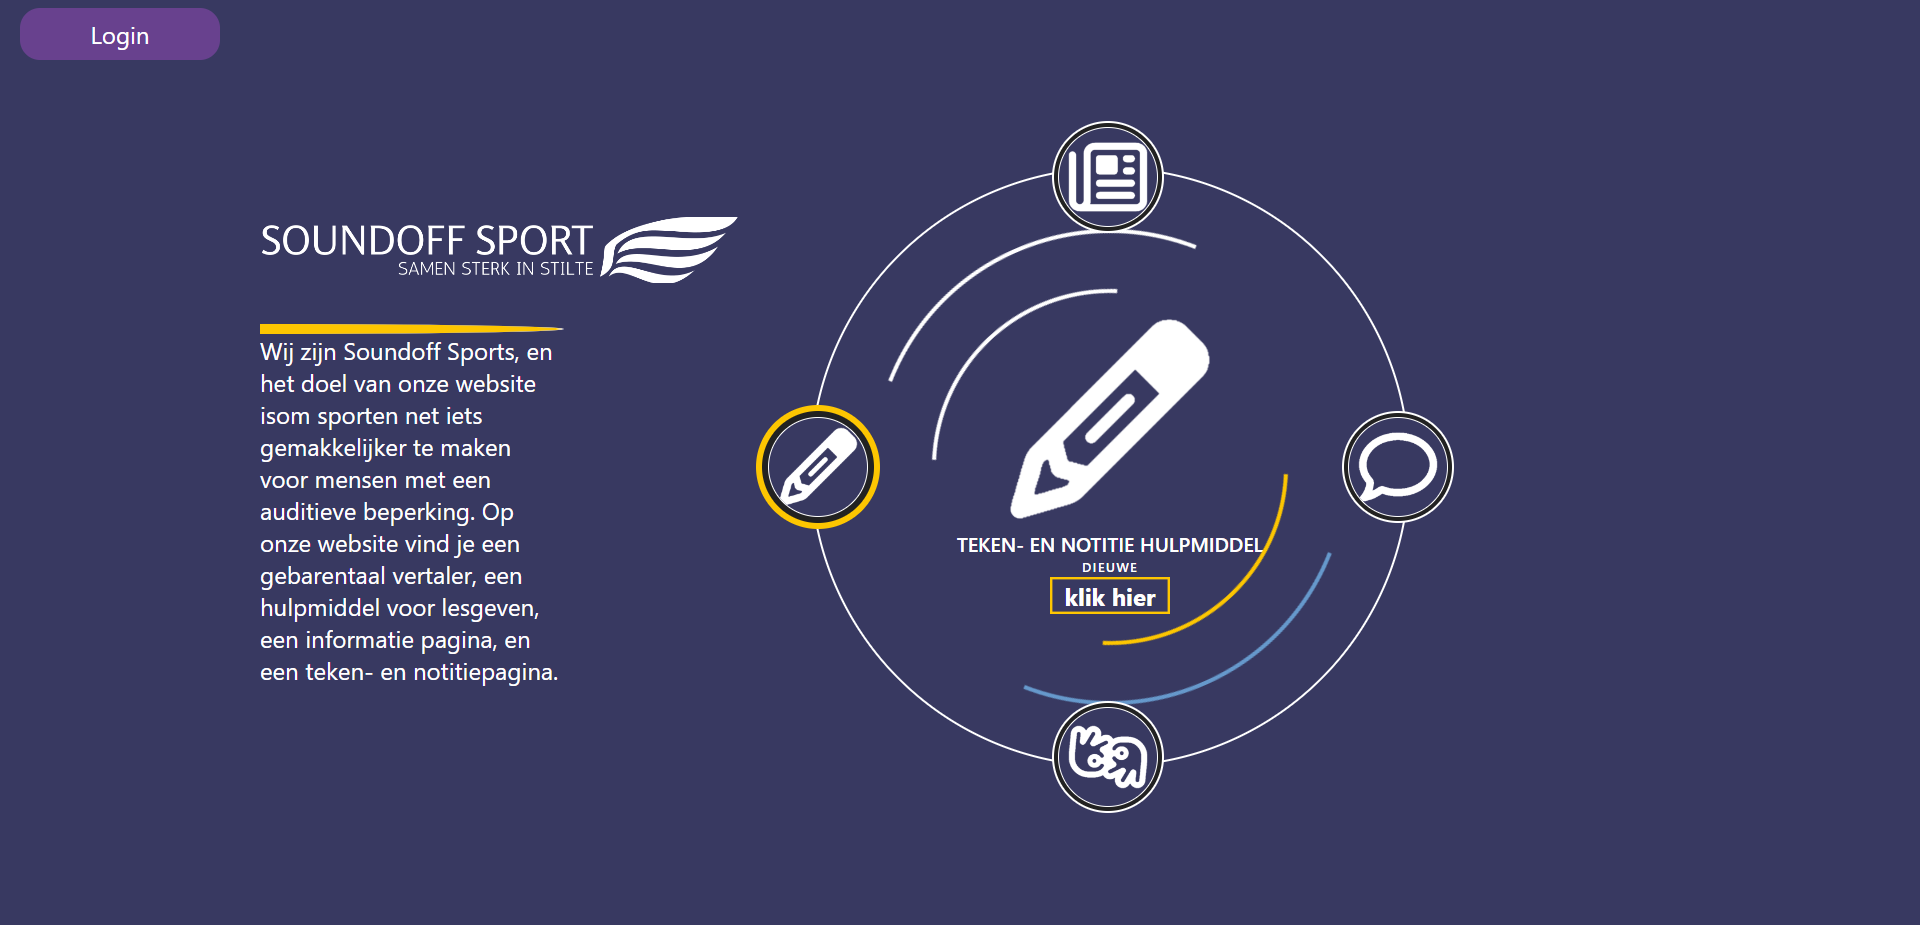 Login
SOUNDOFF SPORT
SAMEN STERK IN STILTE
Wij zijn Soundoff Sports, en
het doel van onze website
isom sporten net iets
gemakkelijker te maken
voor mensen met een
auditieve beperking. Op
onze website vind je een
gebarentaal vertaler, een
hulpmiddel voor lesgeven,
een informatie pagina, en
een teken- en notitiepagina.
TEKEN- EN NOTITIE HULPMIDDEL
DIEUWE
klik hier